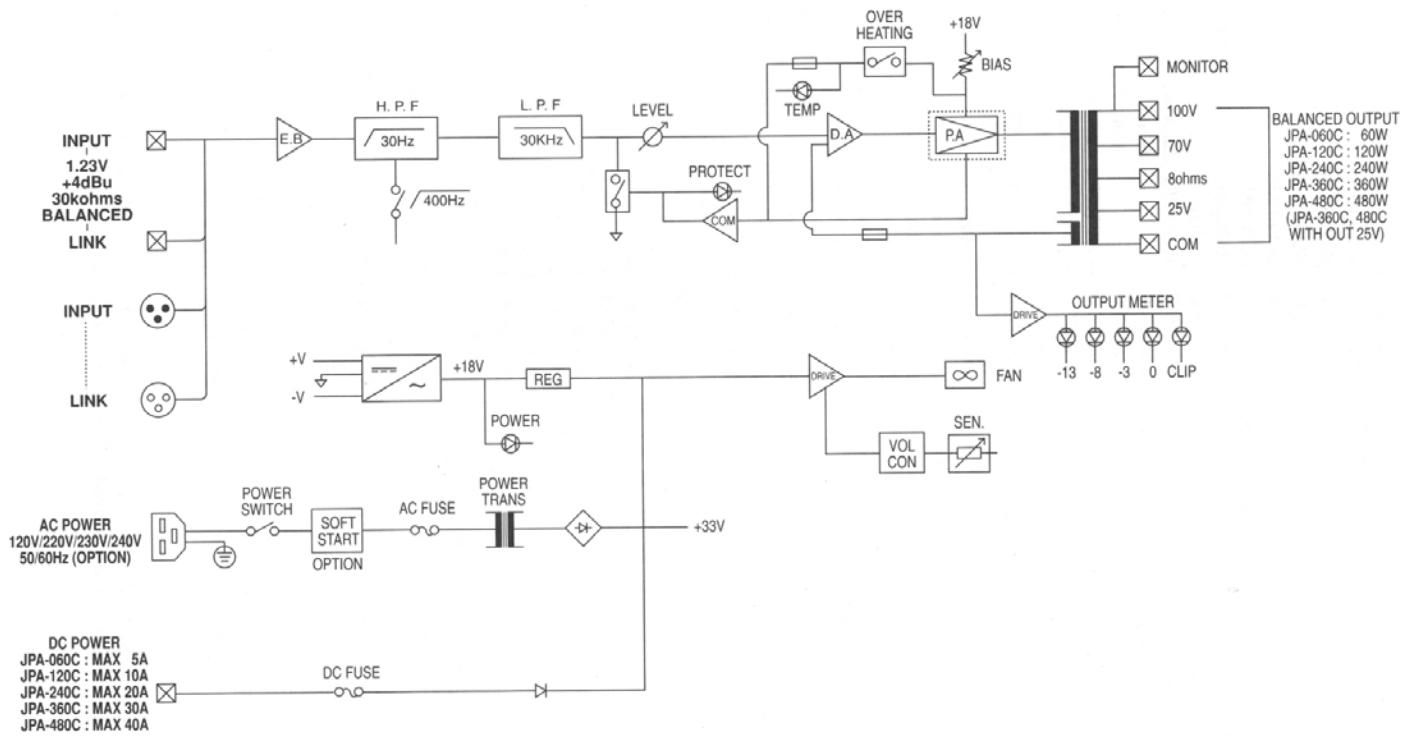 INPUT
1.23V
+4dBu
30kohms
BALANCED
LINK
INPUT
LINK
E.B
H. P. F
30Hz
400Hz
L. P. F
30KHz
LEVEL
PROTECT
COM
OVER
HEATING
TEMP
+18V
BIAS
D.A
P.A
MONITOR
100V
70V
8ohms
25V
COM
BALANCED OUTPUT
JPA-060C : 60W
JPA-120C : 120W
JPA-240C : 240W
JPA-360C : 360W
JPA-480C : 480W
(JPA-360C, 480C
WITH OUT 25V)
DRIVE
OUTPUT METER
-13 -8 -3 0 CLIP
+V
-V
+18V
REG
POWER
DRIVE
FAN
VOL
CON
SEN.
AC POWER
120V/220V/230V/240V
50/60Hz (OPTION)
POWER
SWITCH
SOFT
START
OPTION
AC FUSE
POWER
TRANS
+33V
DC POWER
JPA-060C : MAX 5A
JPA-120C : MAX 10A
JPA-240C : MAX 20A
JPA-360C : MAX 30A
JPA-480C : MAX 40A
DC FUSE